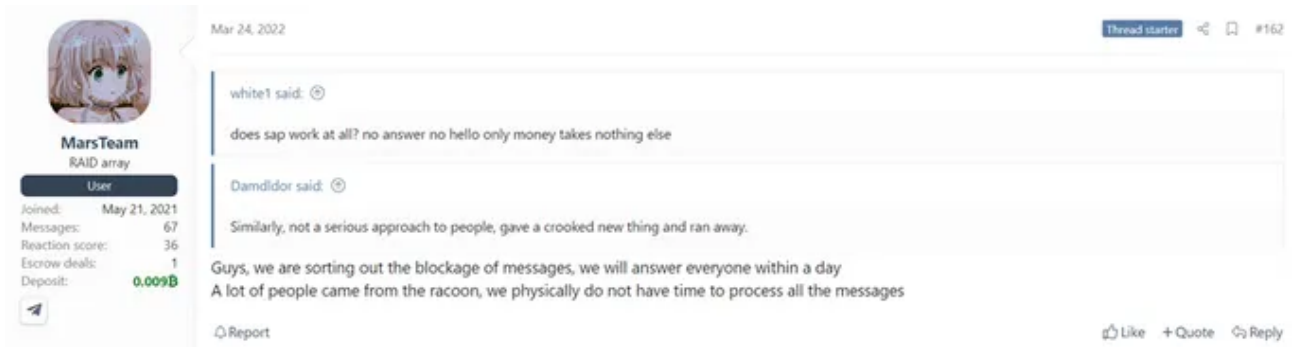 Mar 24, 2022
Thread starter #162
white1 said:
does sap work at all? no answer no hello only money takes nothing else
MarsTeam
RAID array
User
Joined: May 21, 2021
Messages: 67
Reaction score: 36
Escrow deals: 1
Deposit: 0.009₿
Damdldor said:
Similarly, not a serious approach to people, gave a crooked new thing and ran away.
Guys, we are sorting out the blockage of messages, we will answer everyone within a day
A lot of people came from the racoon, we physically do not have time to process all the messages
Report
Like +Quote Reply